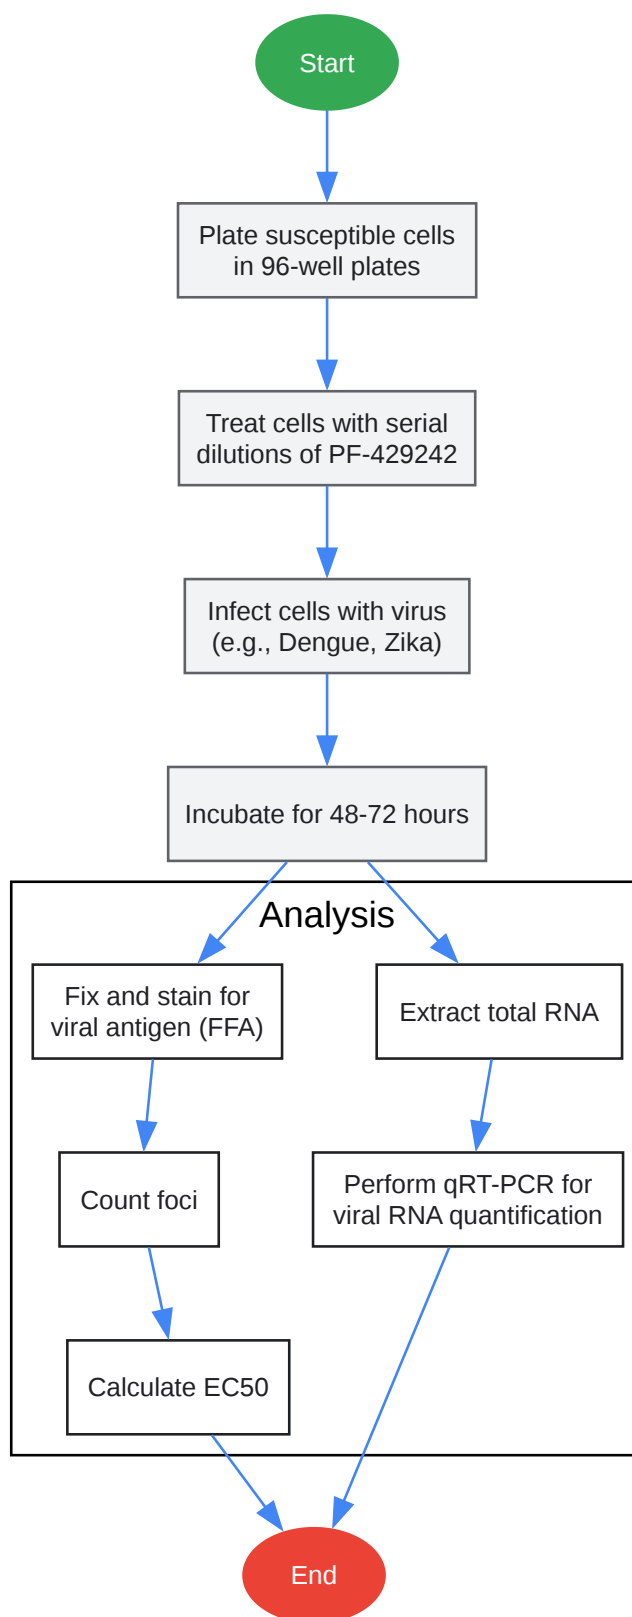 Start
Plate susceptible cells
in 96-well plates
Treat cells with serial
dilutions of PF-429242
Infect cells with virus
(e.g., Dengue, Zika)
Incubate for 48-72 hours
Analysis
Fix and stain for
viral antigen (FFA)
Extract total RNA
Count foci
Perform qRT-PCR for
viral RNA quantification
Calculate EC50
End